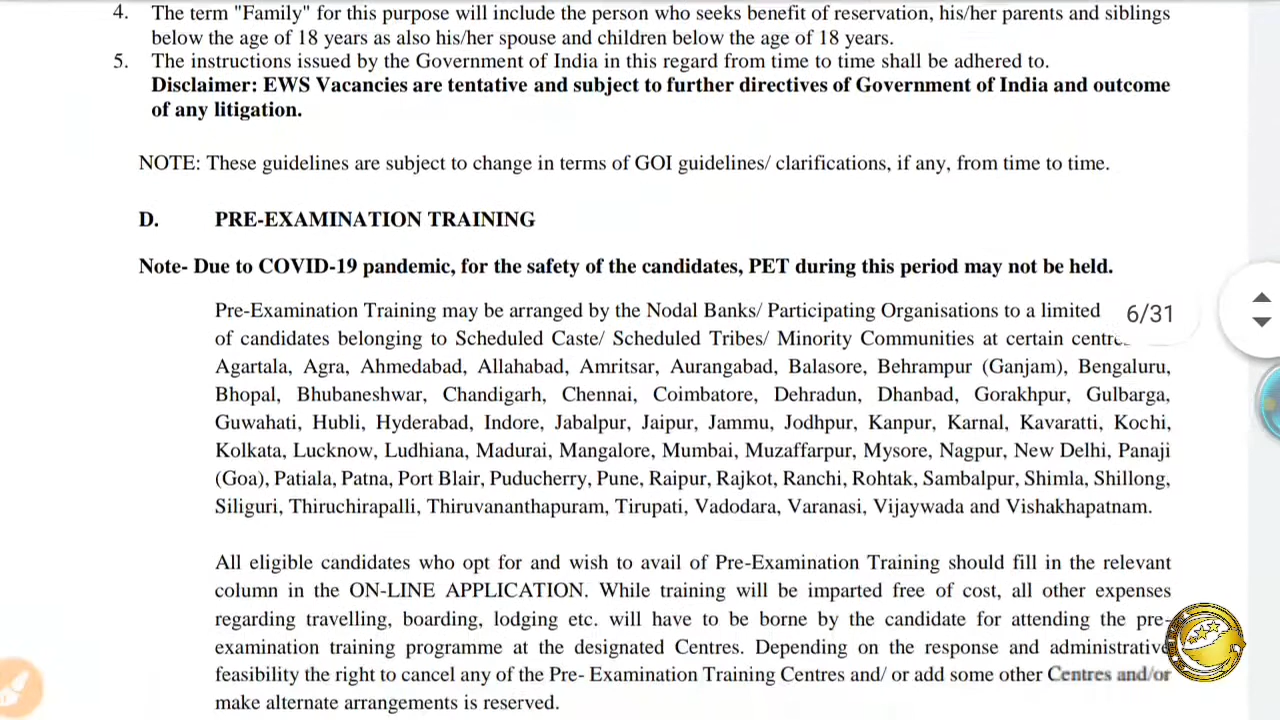 4. The term "Family" for this purpose will include the person who seeks benefit of reservation, his/her parents and siblings
below the age of 18 years as also his/her spouse and children below the age of 18 years.
5. The instructions issued by the Government of India in this regard from time to time shall be adhered to.
Disclaimer: EWS Vacancies are tentative and subject to further directives of Government of India and outcome
of any litigation.
NOTE: These guidelines are subject to change in terms of GOI guidelines/ clarifications, if any, from time to time.
D. PRE-EXAMINATION TRAINING
Note- Due to COVID-19 pandemic, for the safety of the candidates, PET during this period may not be held.
Pre-Examination Training may be arranged by the Nodal Banks/ Participating Organisations to a limited
6/31
of candidates belonging to Scheduled Caste/ Scheduled Tribes/ Minority Communities at certain
Agartala, Agra, Ahmedabad, Allahabad, Amritsar, Aurangabad, Balasore, Behrampur (Ganjam), Bengaluru,
Bhopal, Bhubaneshwar, Chandigarh, Chennai, Coimbatore, Dehradun, Dhanbad, Gorakhpur, Gulbarga,
Guwahati, Hubli, Hyderabad, Indore, Jabalpur, Jaipur, Jammu, Jodhpur, Kanpur, Karnal, Kavaratti, Kochi,
Kolkata, Lucknow, Ludhiana, Madurai, Mangalore, Mumbai, Muzaffarpur, Mysore, Nagpur, New Delhi, Panaji
(Goa), Patiala, Patna, Port Blair, Puducherry, Pune, Raipur, Rajkot, Ranchi, Rohtak, Sambalpur, Shimla, Shillong,
Siliguri, Thiruchirapalli, Thiruvananthapuram, Tirupati, Vadodara, Varanasi, Vijaywada and Vishakhapatnam.
All eligible candidates who opt for and wish to avail of Pre-Examination Training should fill in the relevant
column in the ON-LINE APPLICATION. While training will be imparted free of cost, all other expenses
regarding travelling, boarding, lodging etc. will have to be borne by the candidate for attending the pre-
examination training programme at the designated Centres. Depending on the response and administrative
feasibility the right to cancel any of the Pre- Examination Training Centres and/ or add some other Centres and/or
make alternate arrangements is reserved.